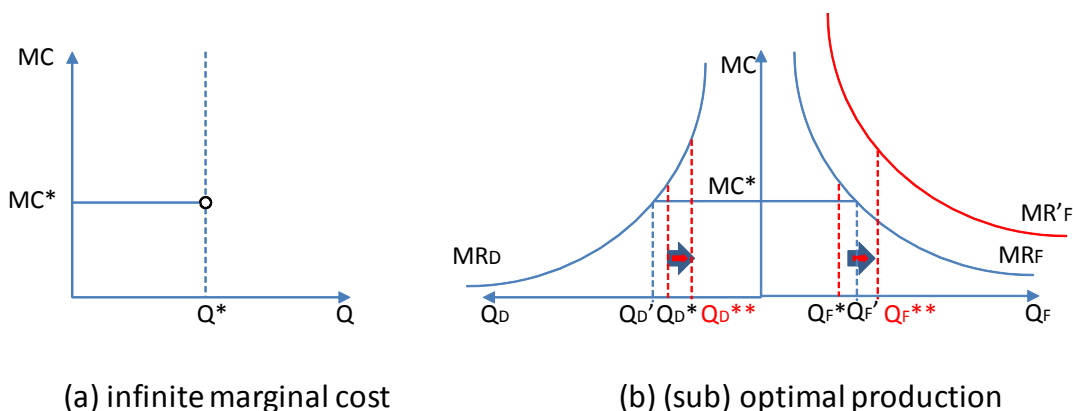 MC
MC*
Q*
Q
(a) infinite marginal cost
MC
MC*
MR'F
MRD
MRF
QD
QD'
QD*
QD**
QF*
QF'
QF**
QF
(b) (sub) optimal production